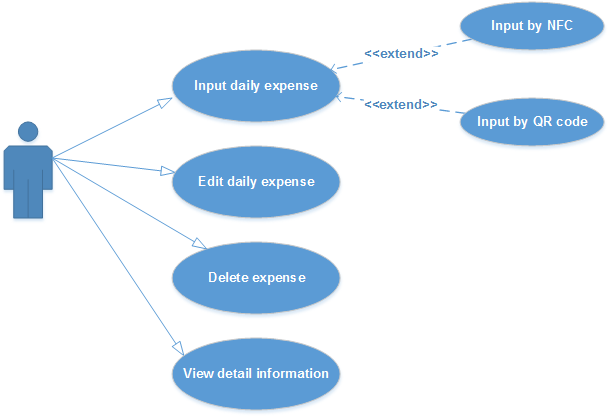 Input by NFC
<<extend>>
Input daily expense
<<extend>>
Input by QR code
Edit daily expense
Delete expense
View detail information